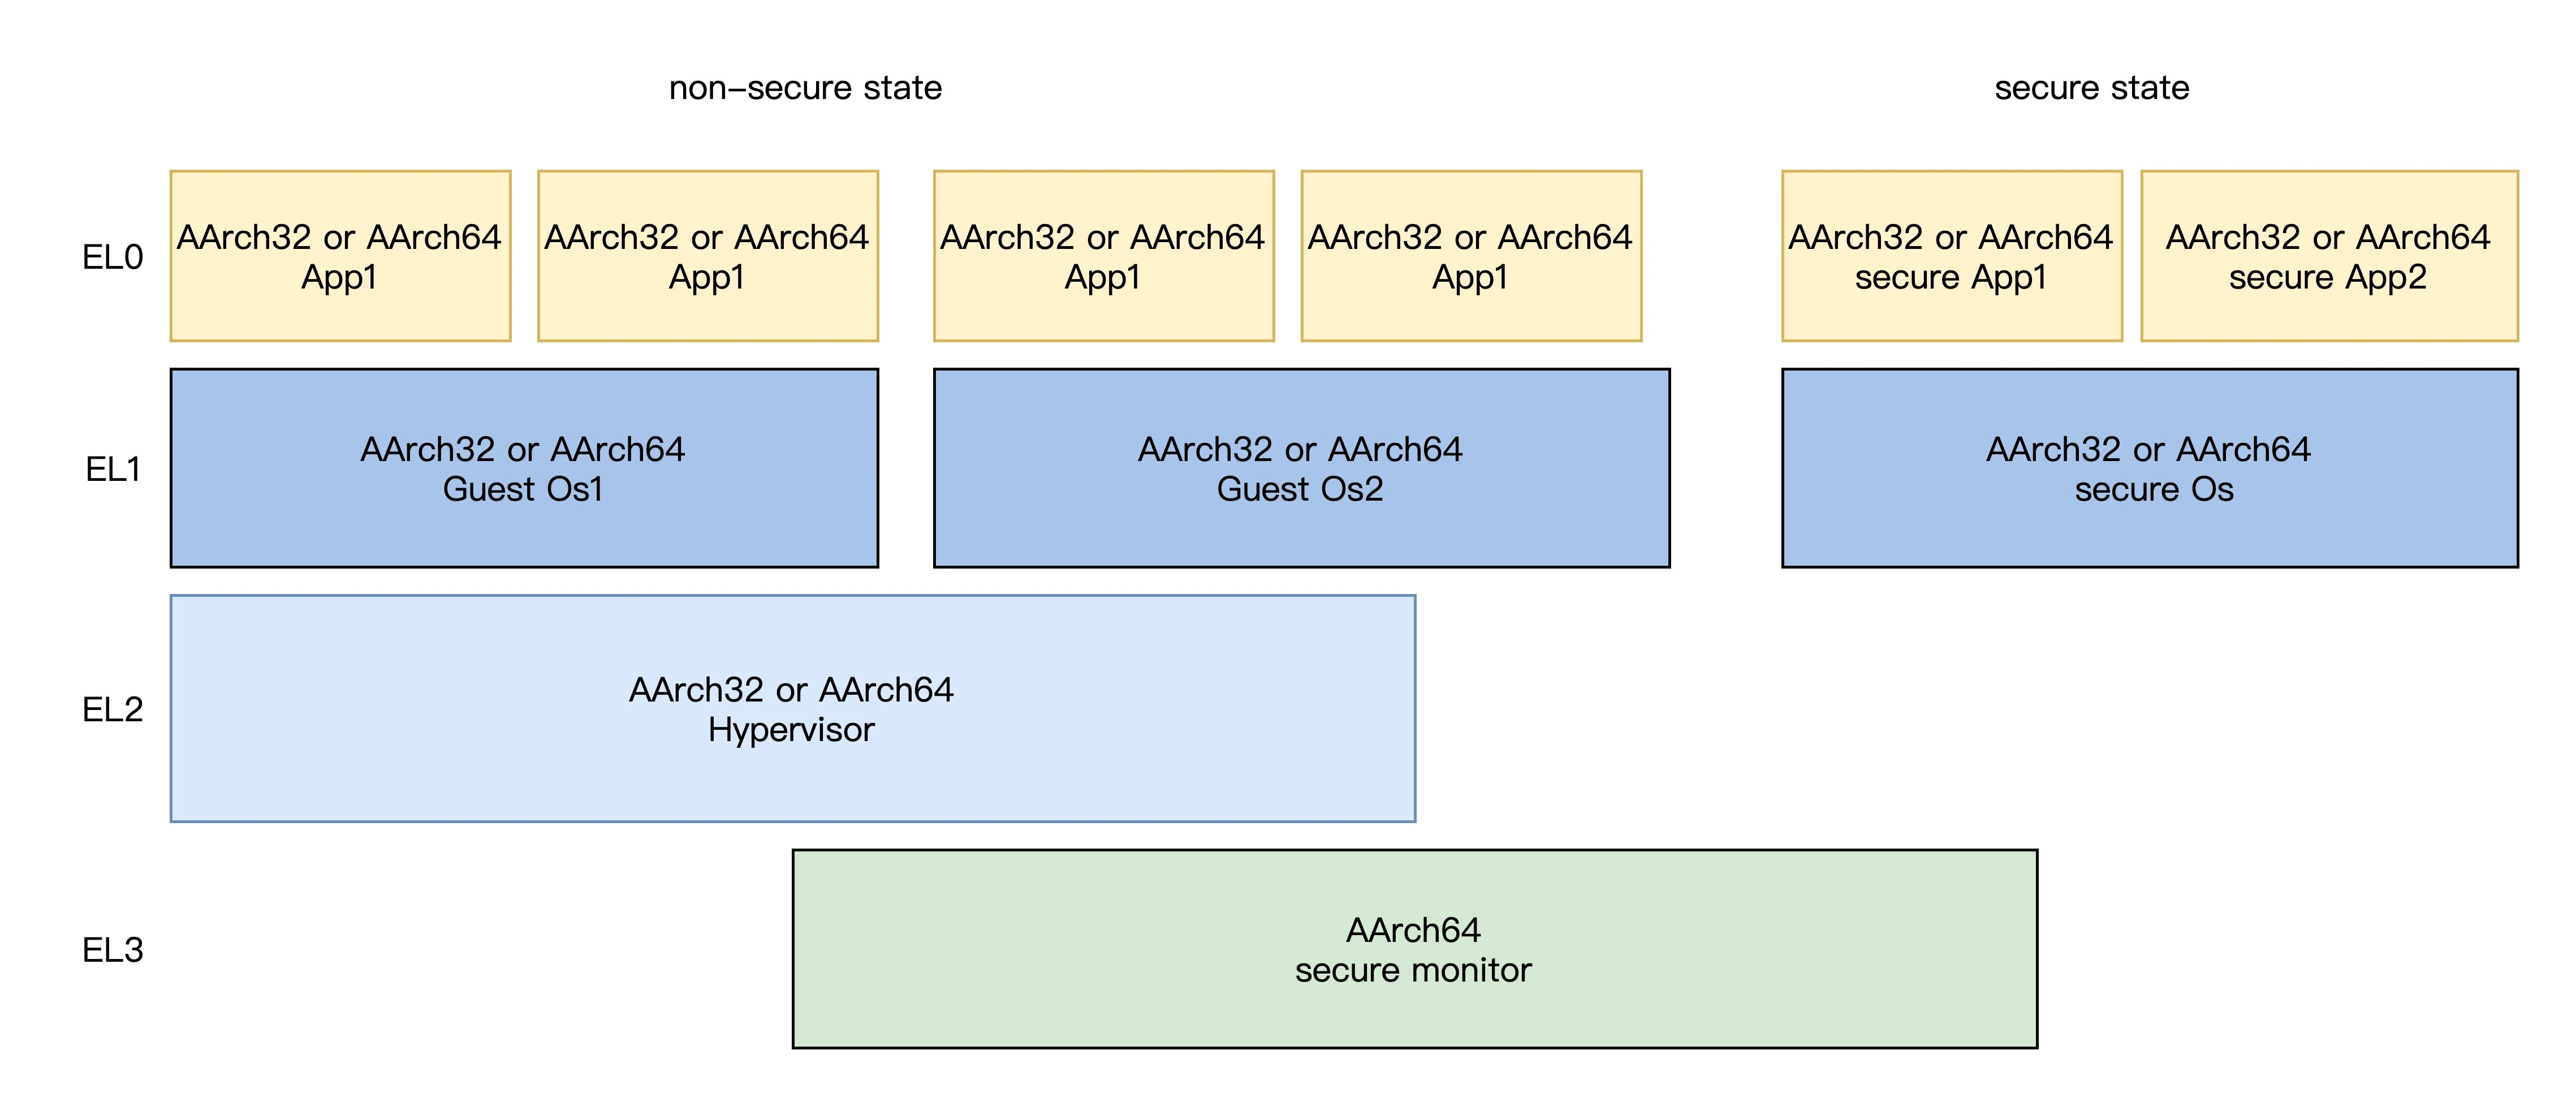 non–secure state
secure state
EL0
AArch32 or AArch64
App1
AArch32 or AArch64
App1
AArch32 or AArch64
App1
AArch32 or AArch64
App1
AArch32 or AArch64
secure App1
AArch32 or AArch64
secure App2
EL1
AArch32 or AArch64
Guest Os1
AArch32 or AArch64
Guest Os2
AArch32 or AArch64
secure Os
EL2
AArch32 or AArch64
Hypervisor
EL3
AArch64
secure monitor